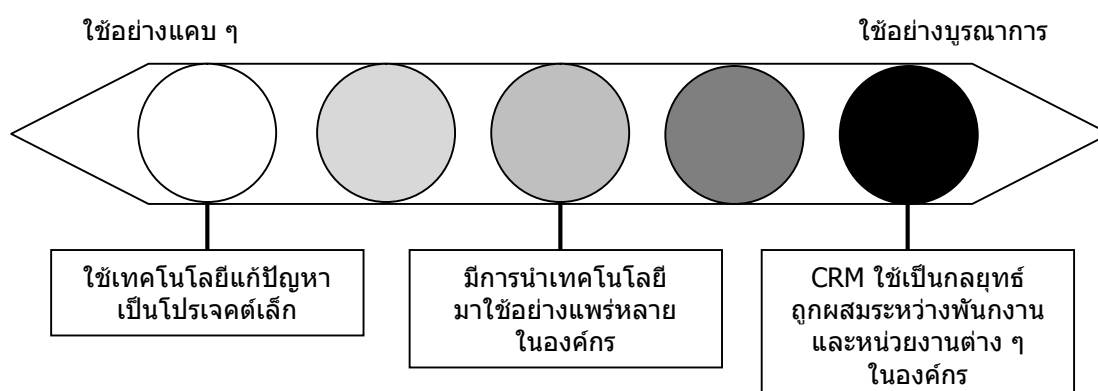 ใช้อย่างแคบ ๆ
ใช้อย่างบูรณาการ
ใช้เทคโนโลยีแก้ปัญหา
เป็นโปรเจคต์เล็ก
มีการนำเทคโนโลยี
มาใช้อย่างแพร่หลาย
ในองค์กร
CRM ใช้เป็นกลยุทธ์
ถูกผสมระหว่างพันกงาน
และหน่วยงานต่าง ๆ
ในองค์กร